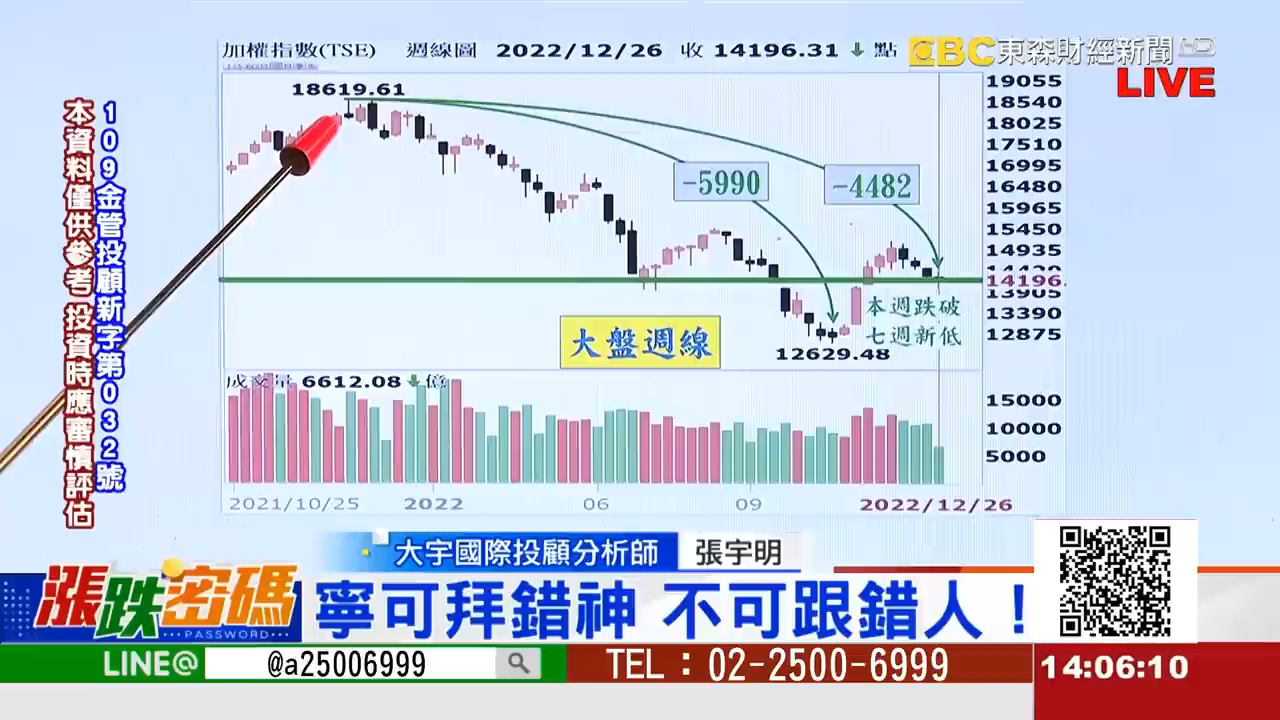 加權指數(TSE) 週線圖 2022/12/26 收 14196.31↓ 點
EBC東森財經新聞HD
LIVE
19055
18540
18025
17510
16995
16480
15965
15450
14935
14196
13905
13390
12875
18619.61
-5990
-4482
本週跌破
七週新低
大盤週線
12629.48
成交量 6612.08↓億
15000
10000
5000
2021/10/25 2022 06 09 2022/12/26
109金管投顧新字第032號
本資料僅供參考 投資時應審慎評估
大宇國際投顧分析師 張宇明
漲跌密碼
PASSWORD
寧可拜錯神 不可跟錯人！
LINE@ @a25006999 TEL：02-2500-6999 14:06:10